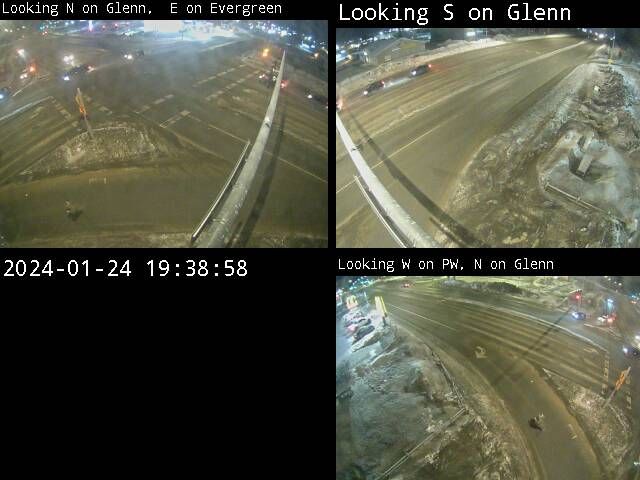 Looking N on Glenn,  E on Evergreen
Looking S on Glenn
2024-01-24 19:38:58
Looking W on PW, N on Glenn